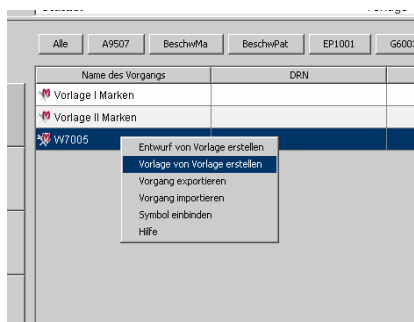 Alle A9507 BeschwMa BeschwPat EP1001
Name des Vorgangs DRN
Vorlage I Marken
Vorlage II Marken
W7005
Entwurf von Vorlage erstellen
Vorlage von Vorlage erstellen
Vorgang exportieren
Vorgang importieren
Symbol einbinden
Hilfe